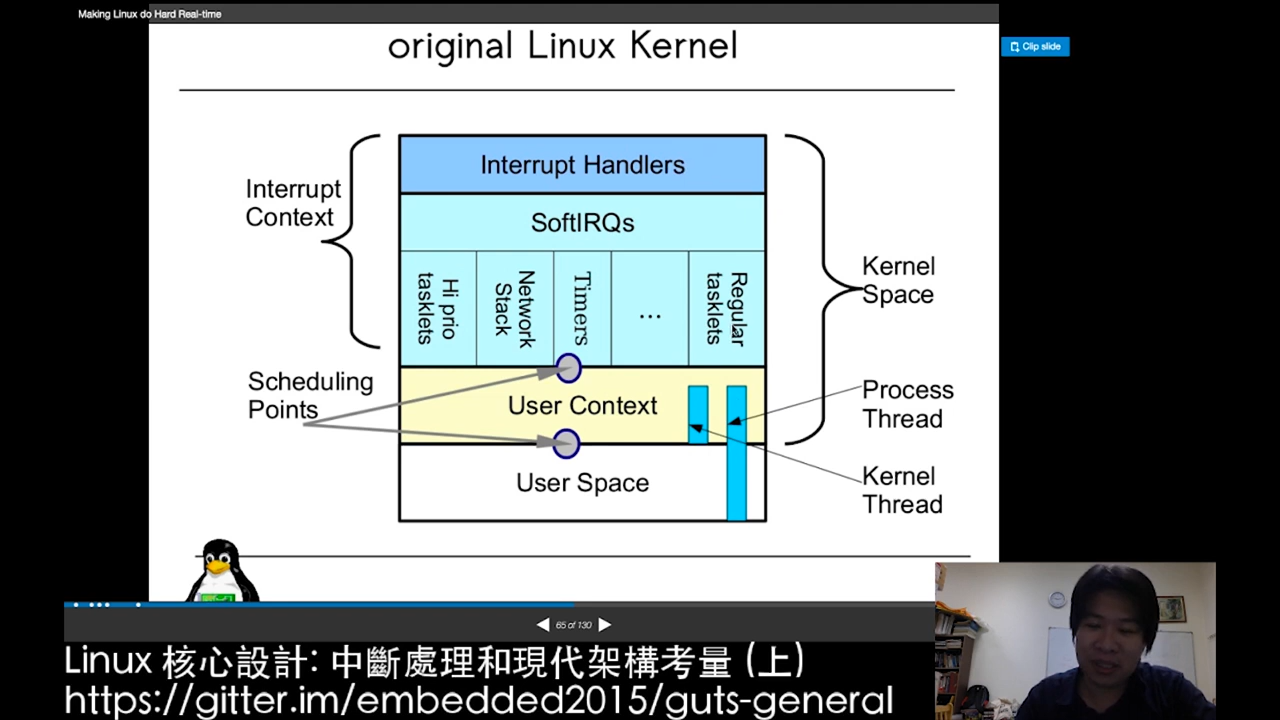 Making Linux do Hard Real-time
original Linux Kernel
Clip slide
Interrupt Handlers
Interrupt
Context
SoftIRQs
Hi prio
tasklets
Network
Stack
Timers
...
Regular
tasklets
Kernel
Space
Scheduling
Points
User Context
Process
Thread
User Space
Kernel
Thread
65 of 130
Linux 核心設計: 中斷處理和現代架構考量 (上)
https://gitter.im/embedded2015/guts-general